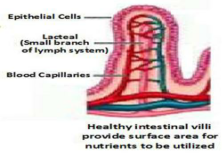 Epithelial Cells
Lacteal
(Small branch
of lymph system)
Blood Capillaries
Healthy intestinal villi
provide surface area for
nutrients to be utilized